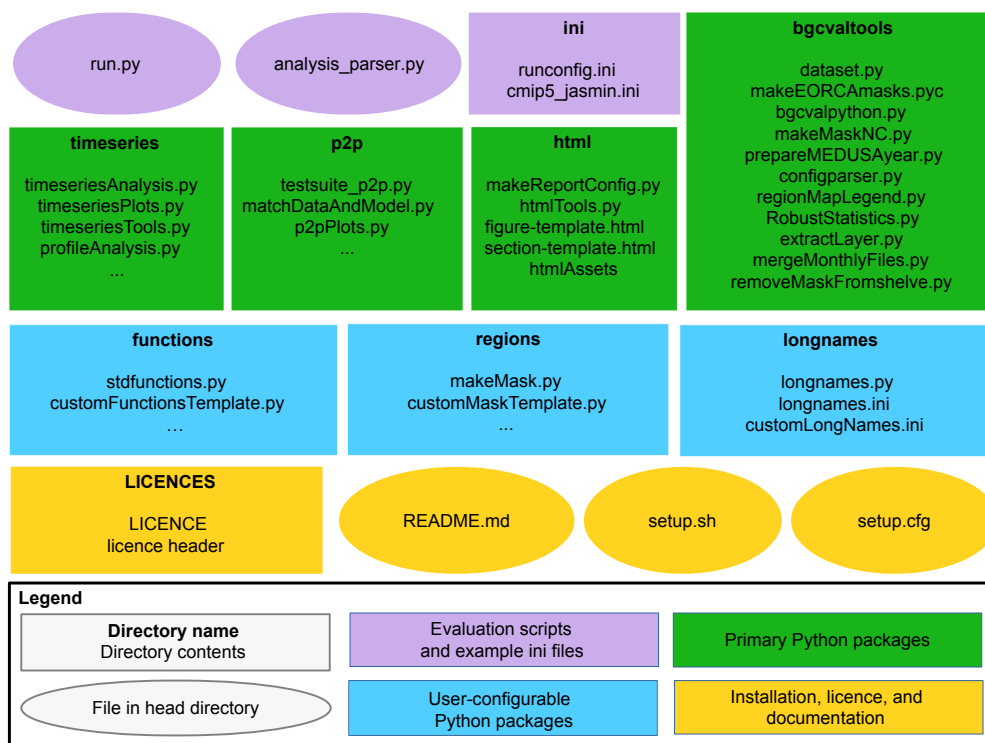 run.py
analysis_parser.py
ini
runconfig.ini
cmip5_jasmin.ini
bgcvaltools
dataset.py
makeEORCAmasks.pyc
bgcvalpython.py
makeMaskNC.py
prepareMEDUSAyear.py
configparser.py
regionMapLegend.py
RobustStatistics.py
extractLayer.py
mergeMonthlyFiles.py
removeMaskFromshelve.py
timeseries
timeseriesAnalysis.py
timeseriesPlots.py
timeseriesTools.py
profileAnalysis.py
...
p2p
testsuite_p2p.py
matchDataAndModel.py
p2pPlots.py
...
html
makeReportConfig.py
htmlTools.py
figure-template.html
section-template.html
htmlAssets
functions
stdfunctions.py
customFunctionsTemplate.py
...
regions
makeMask.py
customMaskTemplate.py
...
longnames
longnames.py
longnames.ini
customLongNames.ini
LICENCES
LICENCE
licence header
README.md
setup.sh
setup.cfg
Legend
Directory name
Directory contents
Evaluation scripts
and example ini files
Primary Python packages
File in head directory
User-configurable
Python packages
Installation, licence, and
documentation